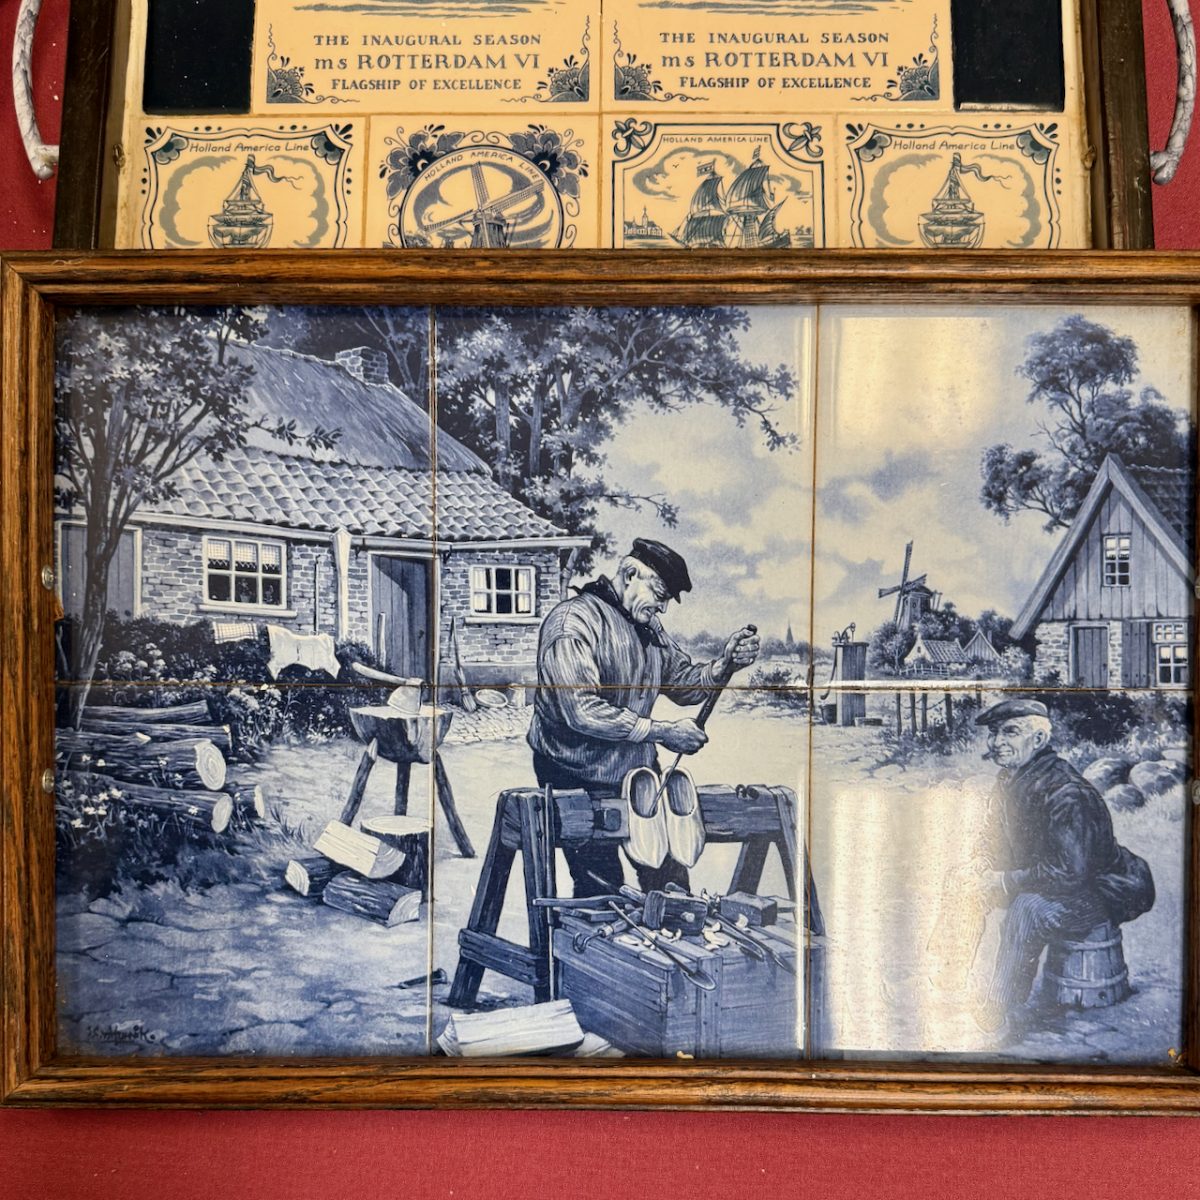 THE INAUGURAL SEASON
ms ROTTERDAM VI
FLAGSHIP OF EXCELLENCE
THE INAUGURAL SEASON
ms ROTTERDAM VI
FLAGSHIP OF EXCELLENCE
Holland America Line
HOLLAND AMERICA LINE
HOLLAND AMERICA LINE
Holland America Line